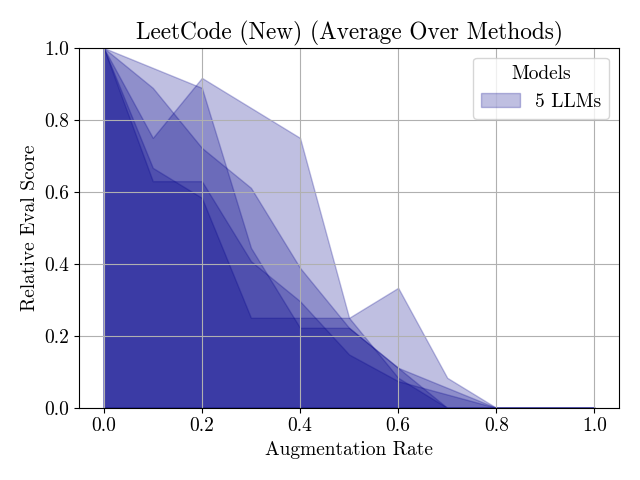 LeetCode (New) (Average Over Methods)
Models
5 LLMs
Relative Eval Score
1.0
0.8
0.6
0.4
0.2
0.0
0.0 0.2 0.4 0.6 0.8 1.0
Augmentation Rate